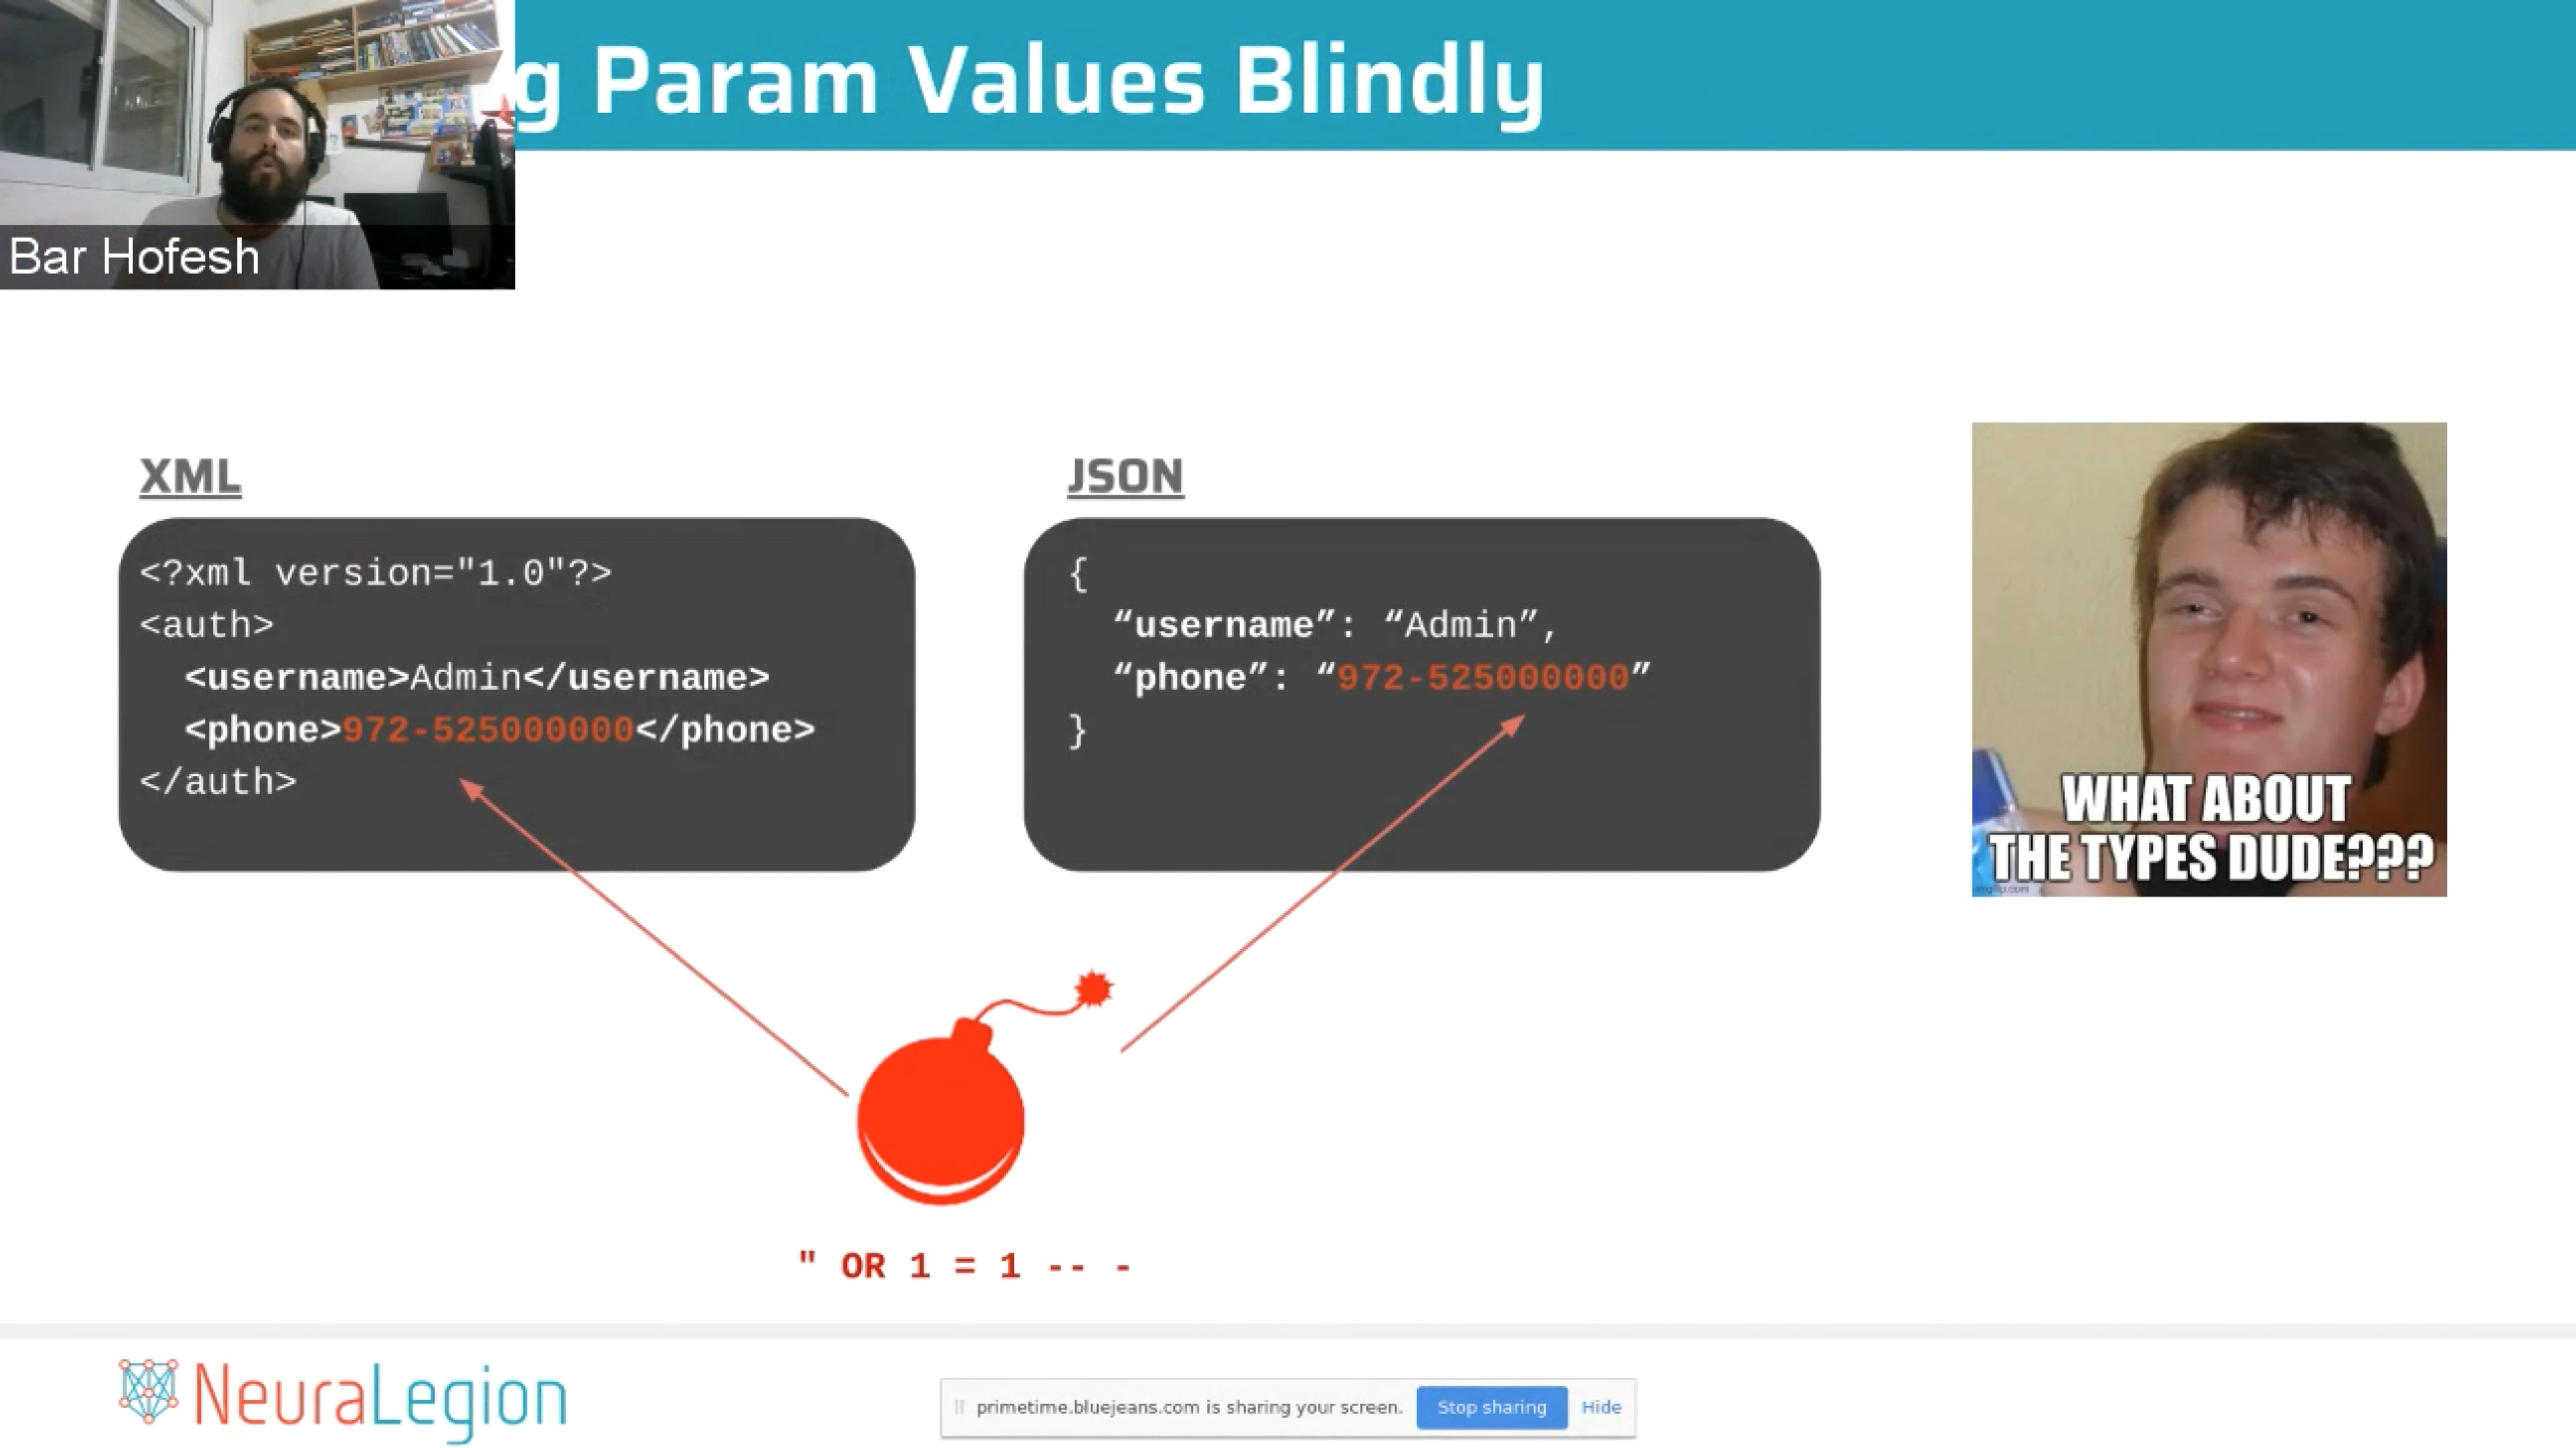 g Param Values Blindly
Bar Hofesh
XML
<?xml version="1.0"?>
<auth>
<username>Admin</username>
<phone>972-525000000</phone>
</auth>
JSON
{
“username”: “Admin”,
“phone”: “972-525000000”
}
WHAT ABOUT
THE TYPES DUDE???
imgflip.com
" OR 1 = 1 -- -
NeuraLegion
primetime.bluejeans.com is sharing your screen.
Stop sharing
Hide